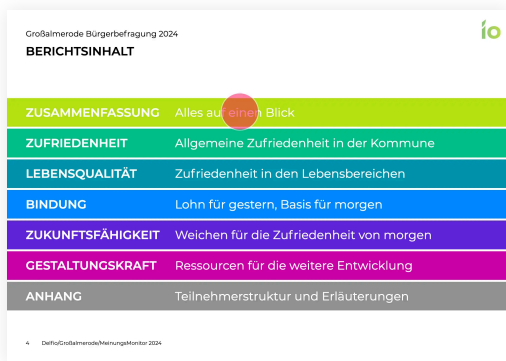 Großalmerode Bürgerbefragung 2024
BERICHTSINHALT
io
ZUSAMMENFASSUNG Alles auf einen Blick
ZUFRIEDENHEIT Allgemeine Zufriedenheit in der Kommune
LEBENSQUALITÄT Zufriedenheit in den Lebensbereichen
BINDUNG Lohn für gestern, Basis für morgen
ZUKUNFTSFÄHIGKEIT Weichen für die Zufriedenheit von morgen
GESTALTUNGSKRAFT Ressourcen für die weitere Entwicklung
ANHANG Teilnehmerstruktur und Erläuterungen
4 Delfio/Großalmerode/MeinungsMonitor 2024